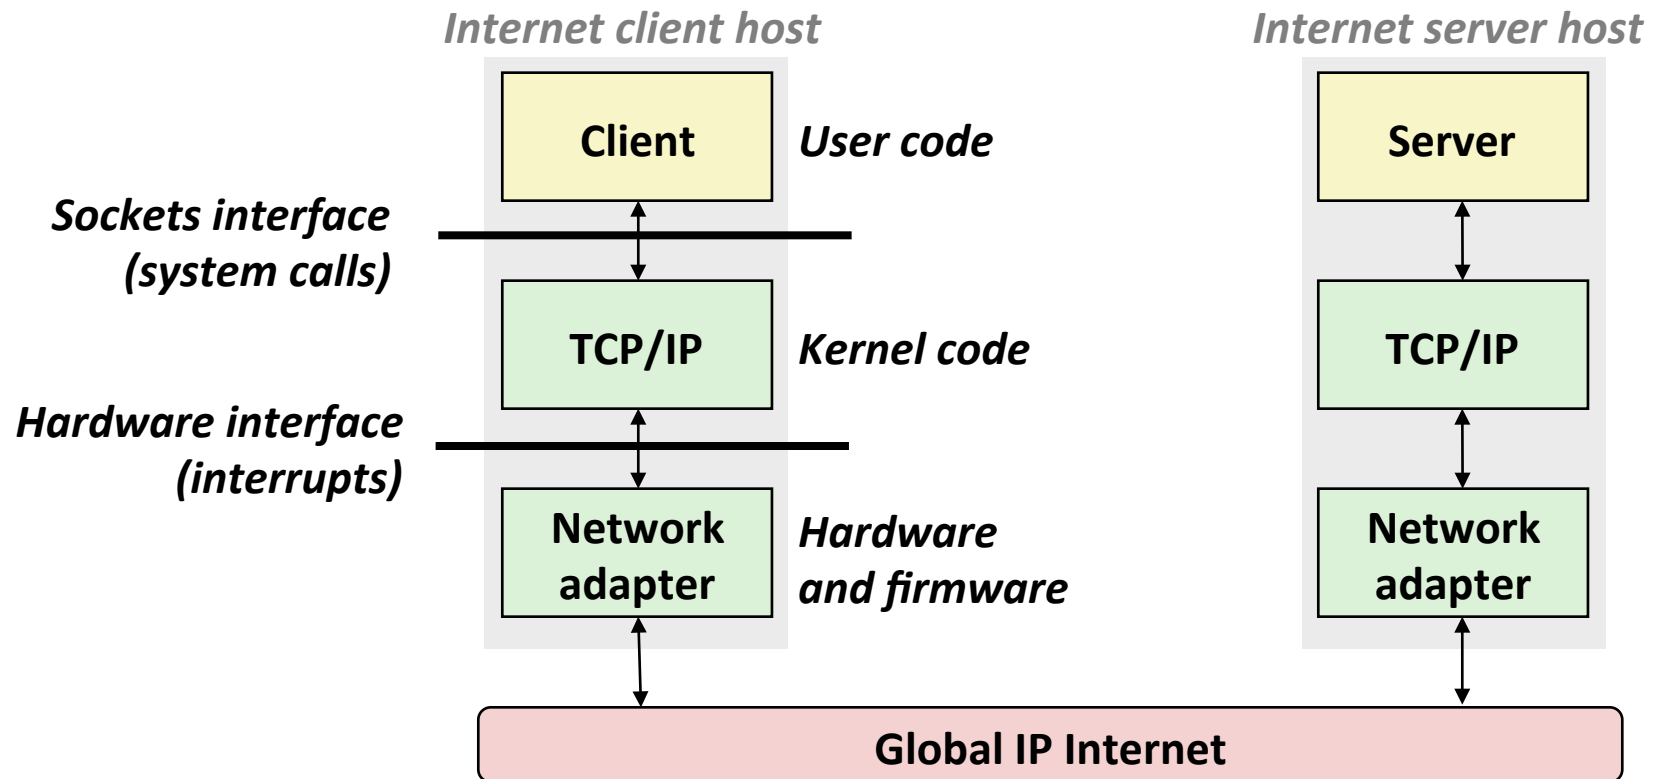 Internet client host
Internet server host
Client
User code
Server
Sockets interface
(system calls)
TCP/IP
Kernel code
TCP/IP
Hardware interface
(interrupts)
Network
adapter
Hardware
and firmware
Network
adapter
Global IP Internet